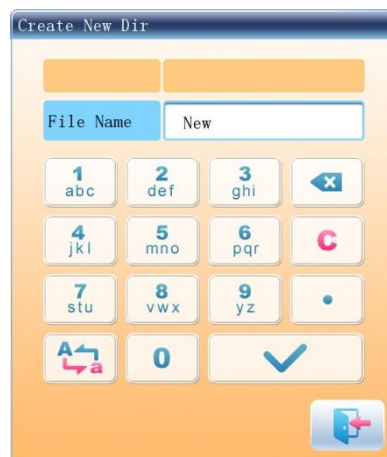 Create New Dir
File Name New
1 2 3
abc def ghi
4 5 6 C
jkl mno pqr
7 8 9 .
stu vwx yz
A a 0